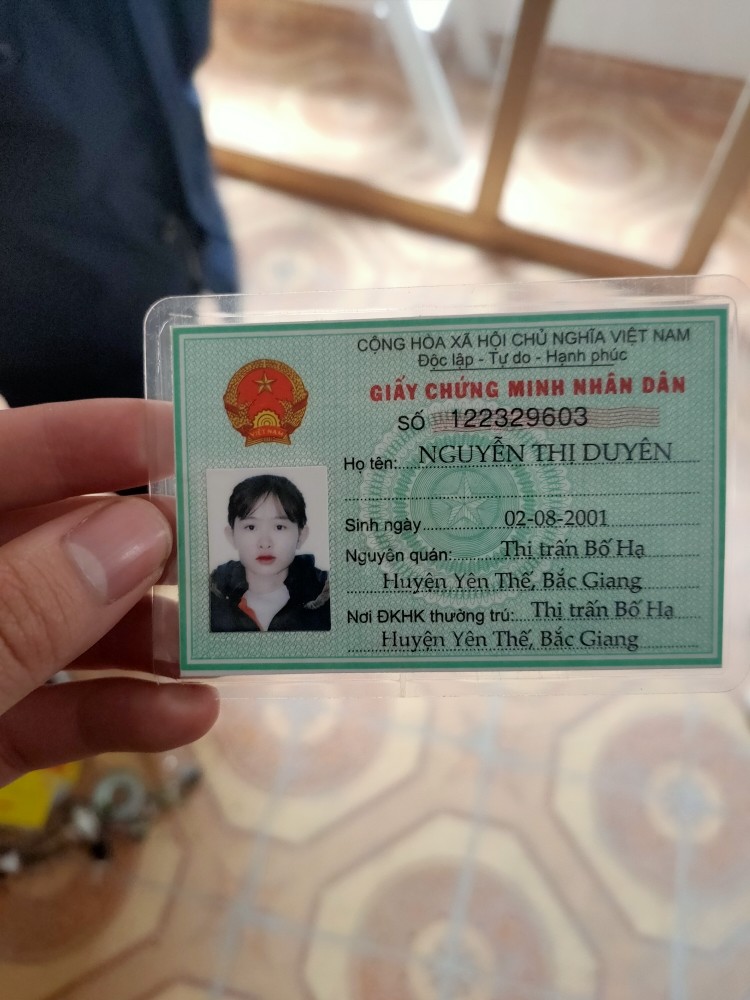 CỘNG HÒA XÃ HỘI CHỦ NGHĨA VIỆT NAM
Độc lập - Tự do - Hạnh phúc
GIẤY CHỨNG MINH NHÂN DÂN
SỐ 122329603
VIỆT NAM
Họ tên: NGUYỄN THỊ DUYÊN
Sinh ngày 02-08-2001
Nguyên quán: Thị trấn Bố Hạ
Huyện Yên Thế, Bắc Giang
Nơi ĐKHK thường trú: Thị trấn Bố Hạ
Huyện Yên Thế, Bắc Giang